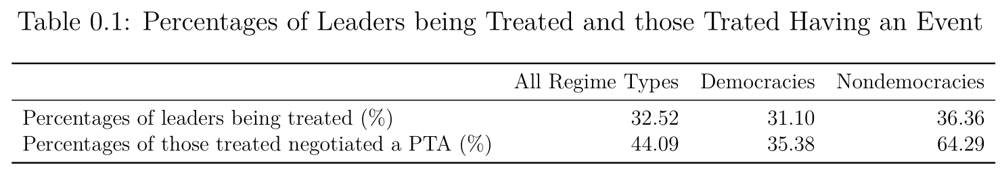 Table 0.1: Percentages of Leaders being Treated and those Trated Having an Event
All Regime Types Democracies Nondemocracies
Percentages of leaders being treated (%) 32.52 31.10 36.36
Percentages of those treated negotiated a PTA (%) 44.09 35.38 64.29